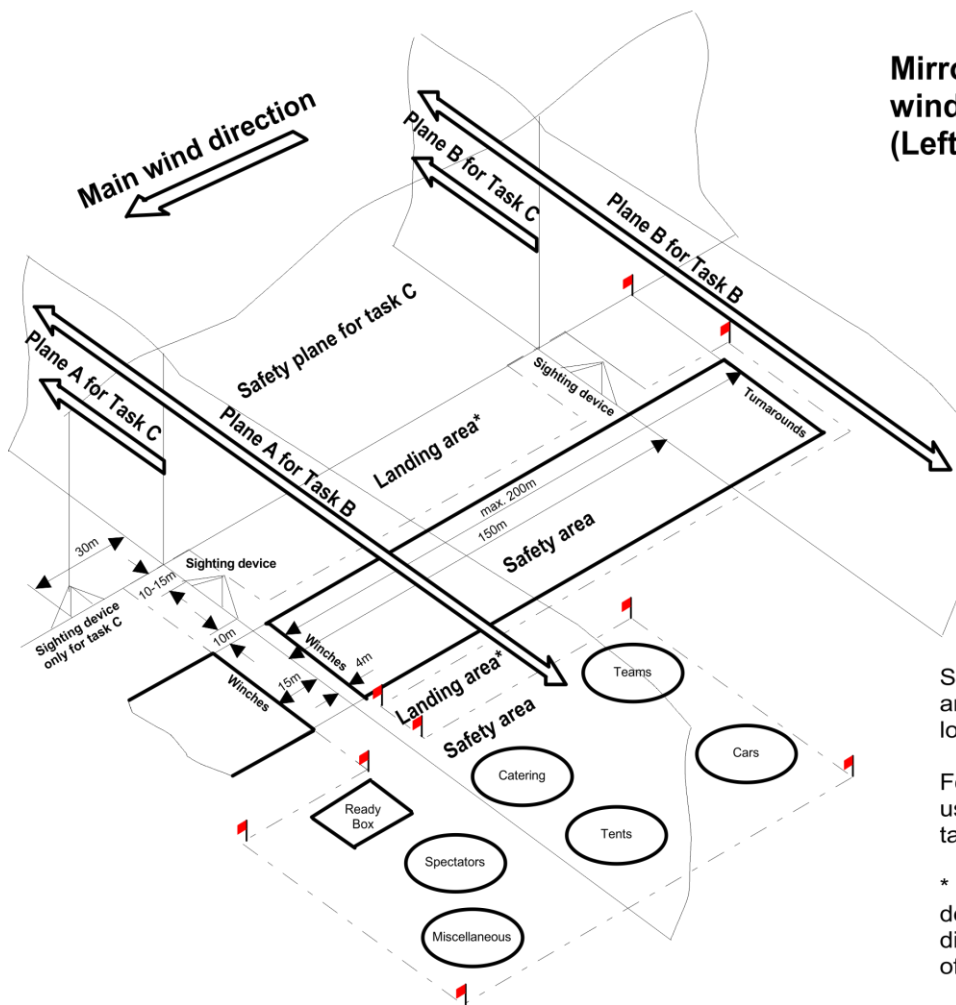 Mirro
wind
(Left
Main wind direction
Plane B for Task C
Plane B for Task B
Safety plane for task C
Plane A for Task C
Plane A for Task B
Sighting device
Turnarounds
Landing area*
max. 200m
150m
Safety area
30m
10-15m
Sighting device
Sighting device
only for task C
10m
Winches
Winches
15m
4m
Landing area*
Safety area
Teams
Cars
Catering
Tents
Ready
Box
Spectators
Miscellaneous
S
ar
lo
Fo
us
ta
*
de
di
of